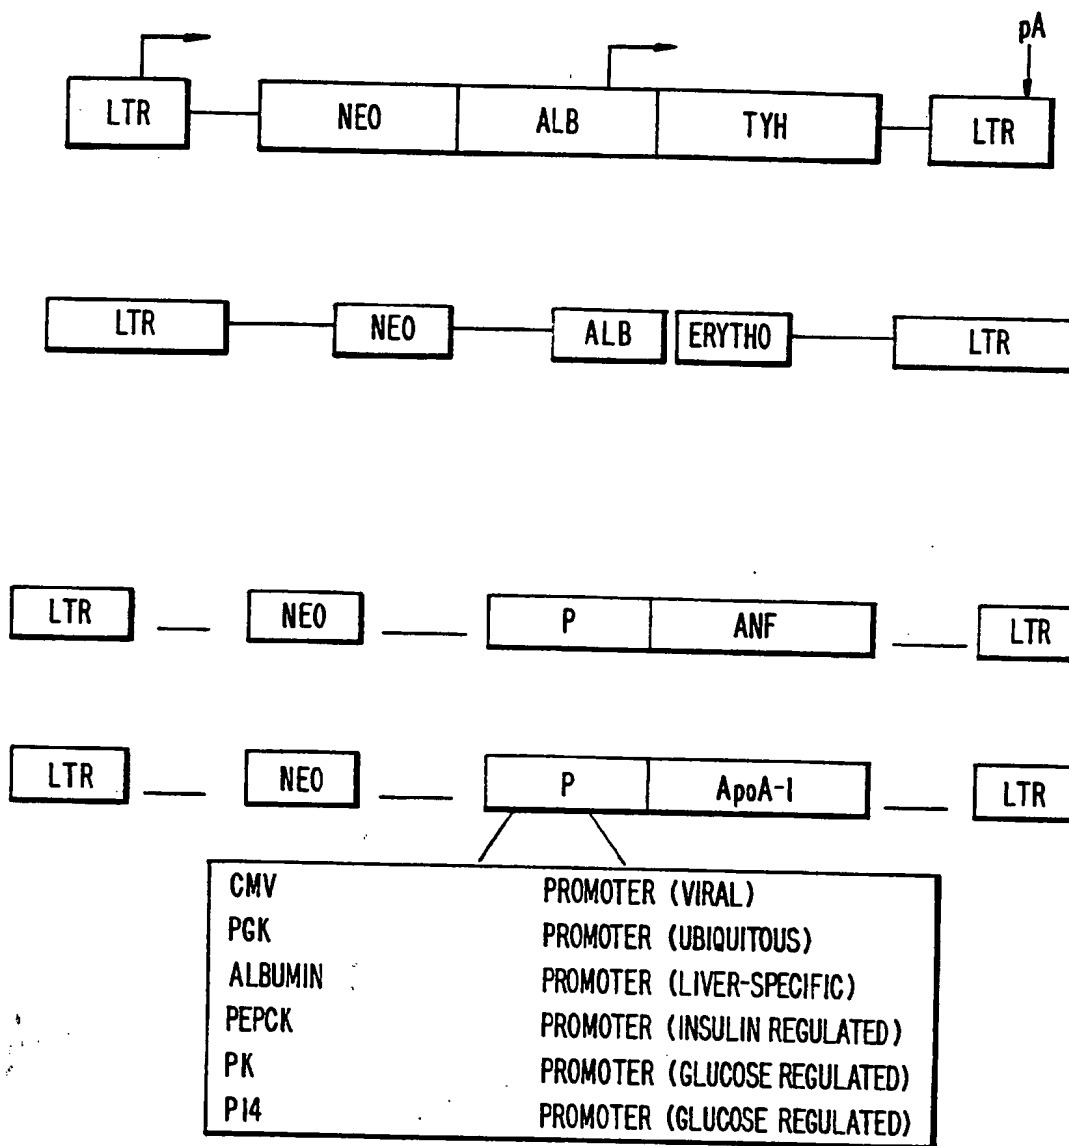 pA
LTR NEO ALB TYH LTR
LTR NEO ALB ERYTHO LTR
LTR NEO P ANF LTR
LTR NEO P ApoA-I LTR
CMV PROMOTER (VIRAL)
PGK PROMOTER (UBIQUITOUS)
ALBUMIN PROMOTER (LIVER-SPECIFIC)
PEPCK PROMOTER (INSULIN REGULATED)
PK PROMOTER (GLUCOSE REGULATED)
P14 PROMOTER (GLUCOSE REGULATED)